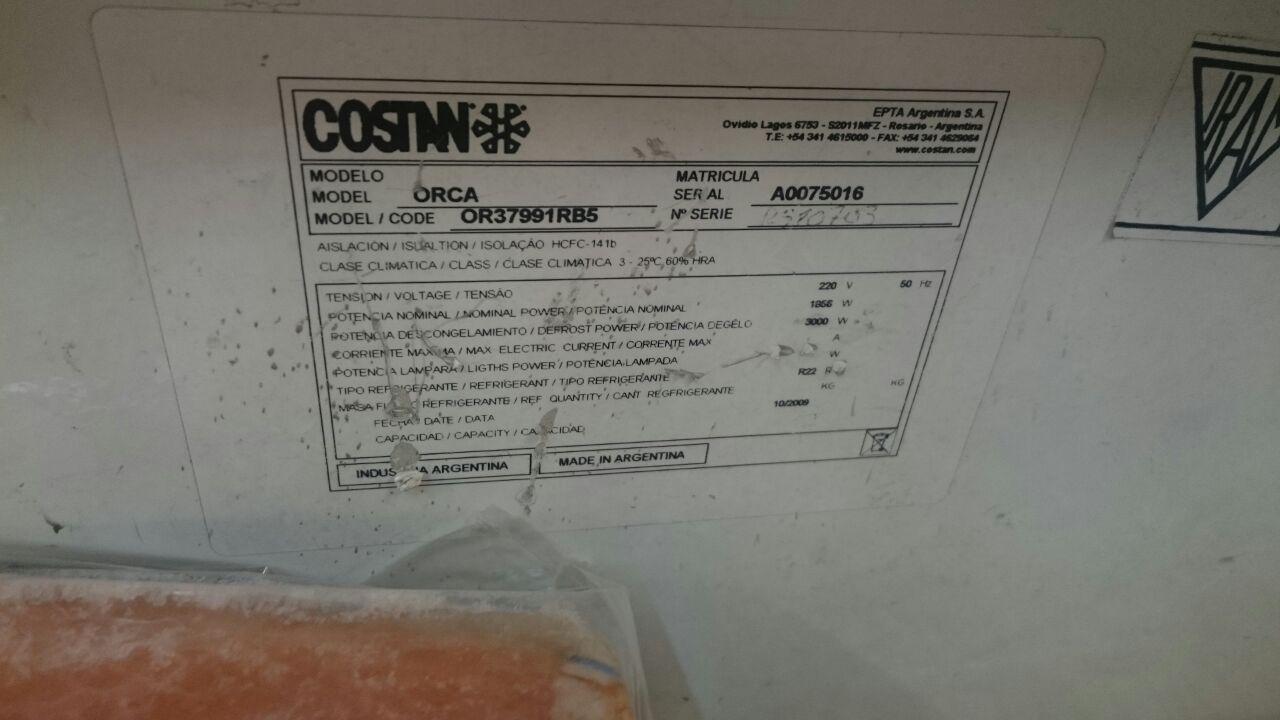 COSTAN
EPTA Argentina S.A.
Ovidio Lagos 6753 - S2011MFZ - Rosario - Argentina
T.E: +54 341 4615000 - FAX: +54 341 4629064
www.costan.com
MODELO MATRICULA
MODEL ORCA SERIAL A0075016
MODEL / CODE OR37991RB5 Nº SERIE
AISLACION / ISUALTION / ISOLAÇÃO HCFC-141b
CLASE CLIMATICA / CLASS / CLASE CLIMATICA 3 - 25ºC 60% HRA
TENSION / VOLTAGE / TENSÃO 220 V 50 Hz
POTENCIA NOMINAL / NOMINAL POWER / POTÊNCIA NOMINAL 1856 W
POTENCIA DESCONGELAMIENTO / DEFROST POWER / POTÊNCIA DEGÊLO 3000 W
CORRIENTE MAXIMA / MAX ELECTRIC CURRENT / CORRENTE MAX A
POTENCIA LAMPARA / LIGTHS POWER / POTÊNCIA LAMPADA W
TIPO REFRIGERANTE / REFRIGERANT / TIPO REFRIGERANTE R22 R
MASA REFRIGERANTE / REF QUANTITY / CANT REGFRIGERANTE KG KG
FECHA / DATE / DATA 10/2009
CAPACIDAD / CAPACITY / CAPACIDAD
INDUSTRIA ARGENTINA MADE IN ARGENTINA
IRAM